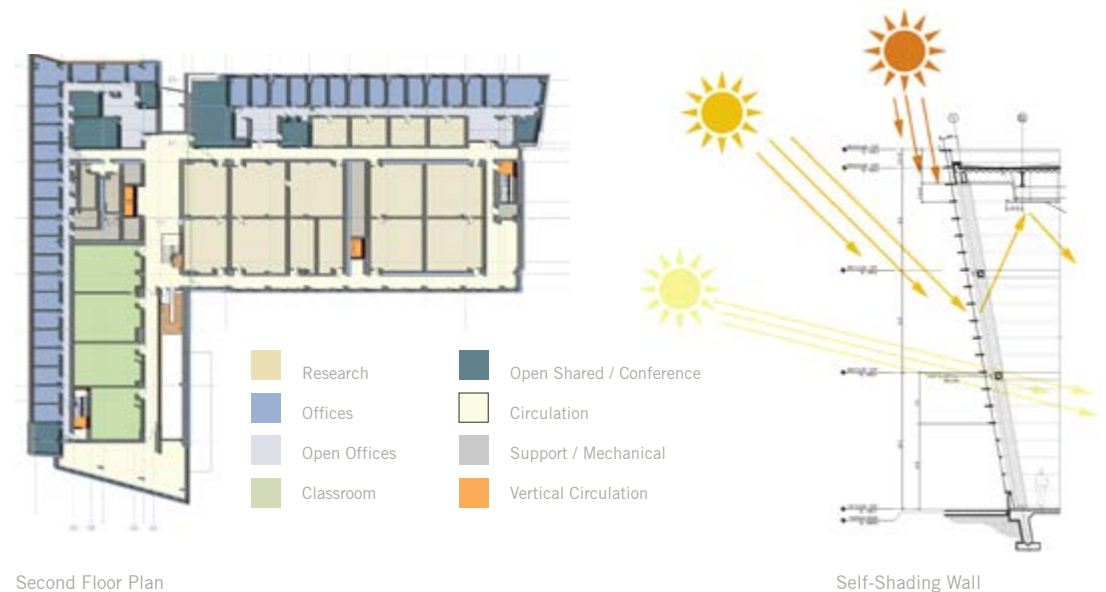 Research
Offices
Open Offices
Classroom
Open Shared / Conference
Circulation
Support / Mechanical
Vertical Circulation
Second Floor Plan
Self-Shading Wall